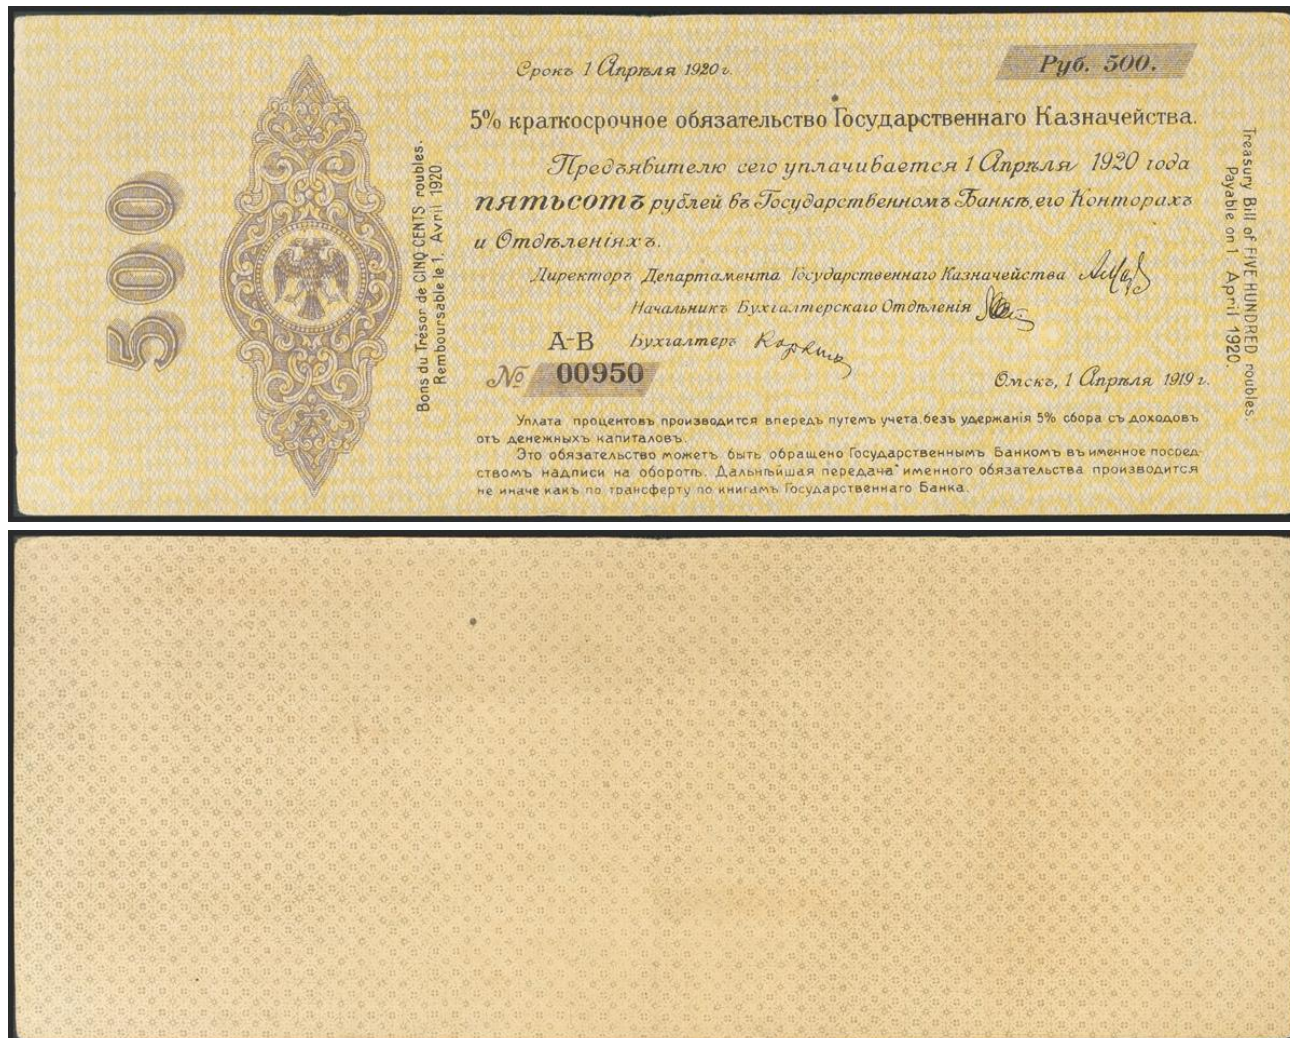 Срокъ 1 Апрѣля 1920 г.
Руб. 500.
5% краткосрочное обязательство Государственнаго Казначейства.
Предъявителю сего уплачивается 1 Апрѣля 1920 года
ПЯТЬСОТЪ рублей въ Государственномъ Банкѣ, его Конторахъ
и Отдѣленіяхъ.
Директоръ Департамента Государственнаго Казначейства
Начальникъ Бухгалтерскаго Отдѣленія
А-В Бухгалтеръ
№ 00950
Омскъ, 1 Апрѣля 1919 г.
Уплата процентовъ производится впередъ путемъ учета, безъ удержанія 5% сбора съ доходовъ
отъ денежныхъ капиталовъ.
Это обязательство можетъ быть обращено Государственнымъ Банкомъ въ именное посред-
ствомъ надписи на оборотѣ. Дальнѣйшая передача именного обязательства производится
не иначе какъ по трансферту по книгамъ Государственнаго Банка.
500
Bons du Tresor de CINQ CENTS roubles.
Remboursable le 1. Avril 1920
Treasury Bill of FIVE HUNDRED roubles.
Payable on 1 April 1920.